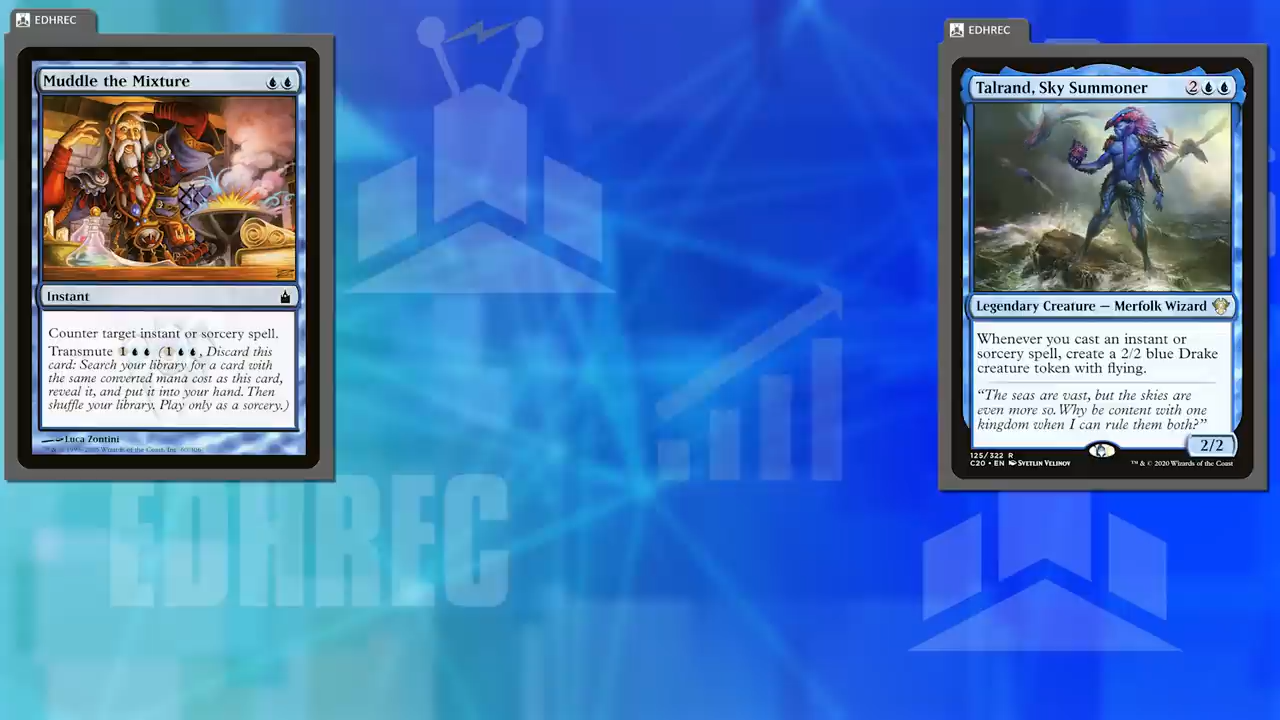 EDHREC
Muddle the Mixture
Instant
Counter target instant or sorcery spell.
Transmute 1 (1, Discard this
card: Search your library for a card with
the same converted mana cost as this card,
reveal it, and put it into your hand. Then
shuffle your library. Play only as a sorcery.)
Luca Zontini
EDHREC
EDHREC
Talrand, Sky Summoner 2
Legendary Creature — Merfolk Wizard
Whenever you cast an instant or
sorcery spell, create a 2/2 blue Drake
creature token with flying.
"The seas are vast, but the skies are
even more so. Why be content with one
kingdom when I can rule them both?"
2/2
125/322 R
C20 • EN Svetlin Velinov
™ & © 2020 Wizards of the Coast